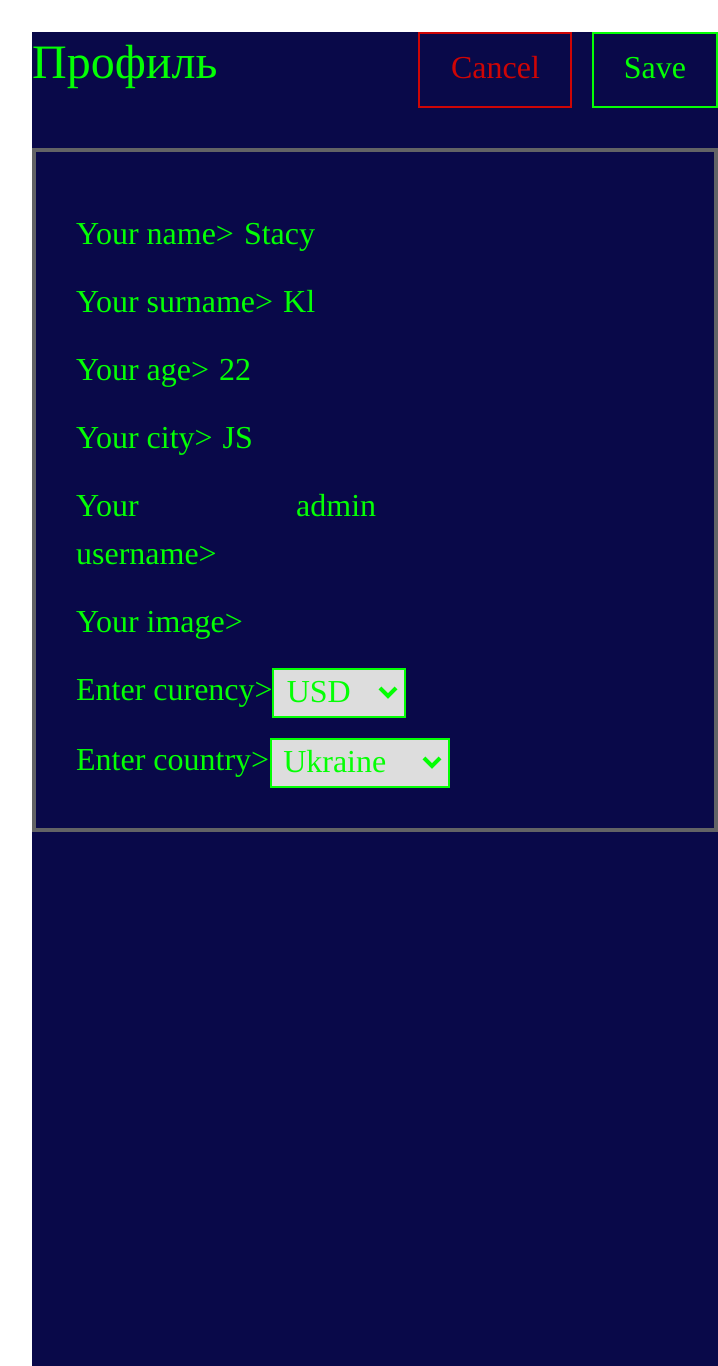 Профиль Cancel Save
Your name> Stacy
Your surname> Kl
Your age> 22
Your city> JS
Your admin
username>
Your image>
Enter curency> USD
Enter country> Ukraine